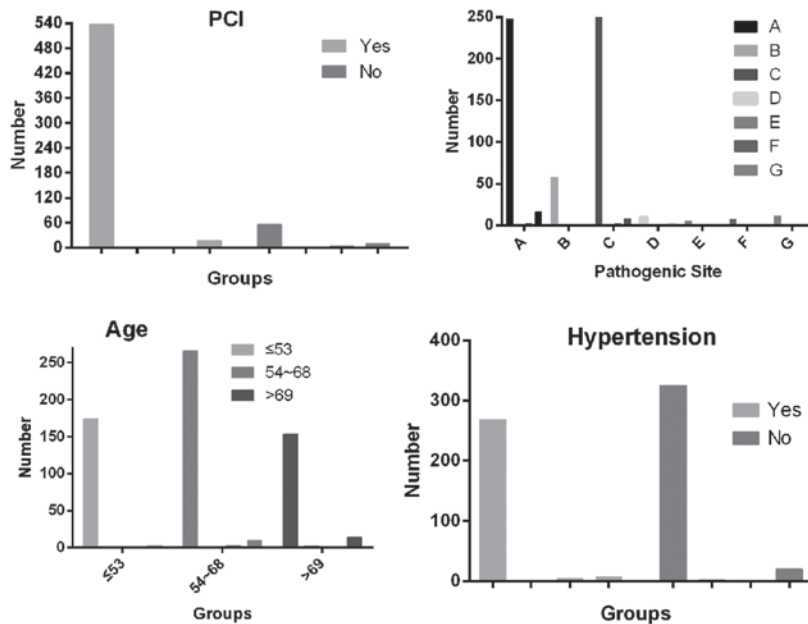 PCI
Number
540
480
420
360
300
240
180
120
60
0
Yes
No
Groups
Number
250
200
150
100
50
0
A
B
C
D
E
F
G
A
B
C
D
E
F
G
Pathogenic Site
Age
Number
250
200
150
100
50
0
≤53
54~68
>69
≤53
54~68
>69
Groups
Hypertension
Number
400
300
200
100
0
Yes
No
Groups